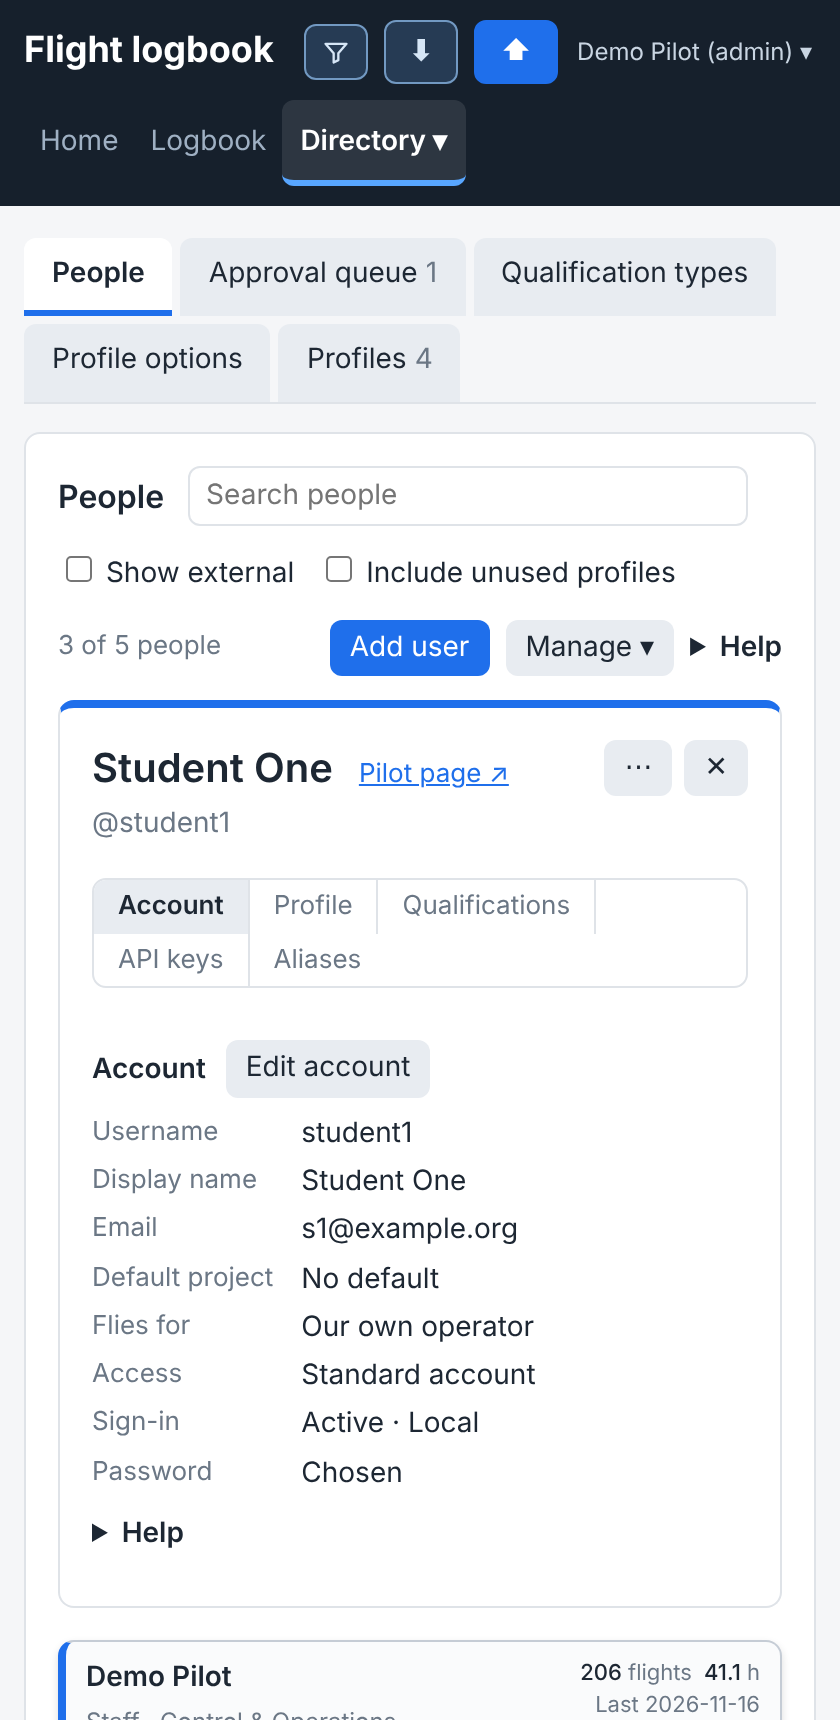 Flight logbook ⬇ ⬆ Demo Pilot (admin) ▾
Home Logbook Directory ▾
People Approval queue 1 Qualification types
Profile options Profiles 4
People Search people
Show external Include unused profiles
3 of 5 people Add user Manage ▾ ▶ Help
Student One Pilot page ↗ ⋯ ✕
@student1
Account Profile Qualifications
API keys Aliases
Account Edit account
Username student1
Display name Student One
Email s1@example.org
Default project No default
Flies for Our own operator
Access Standard account
Sign-in Active · Local
Password Chosen
▶ Help
Demo Pilot 206 flights 41.1 h
Staff · Control & Operations Last 2026-11-16